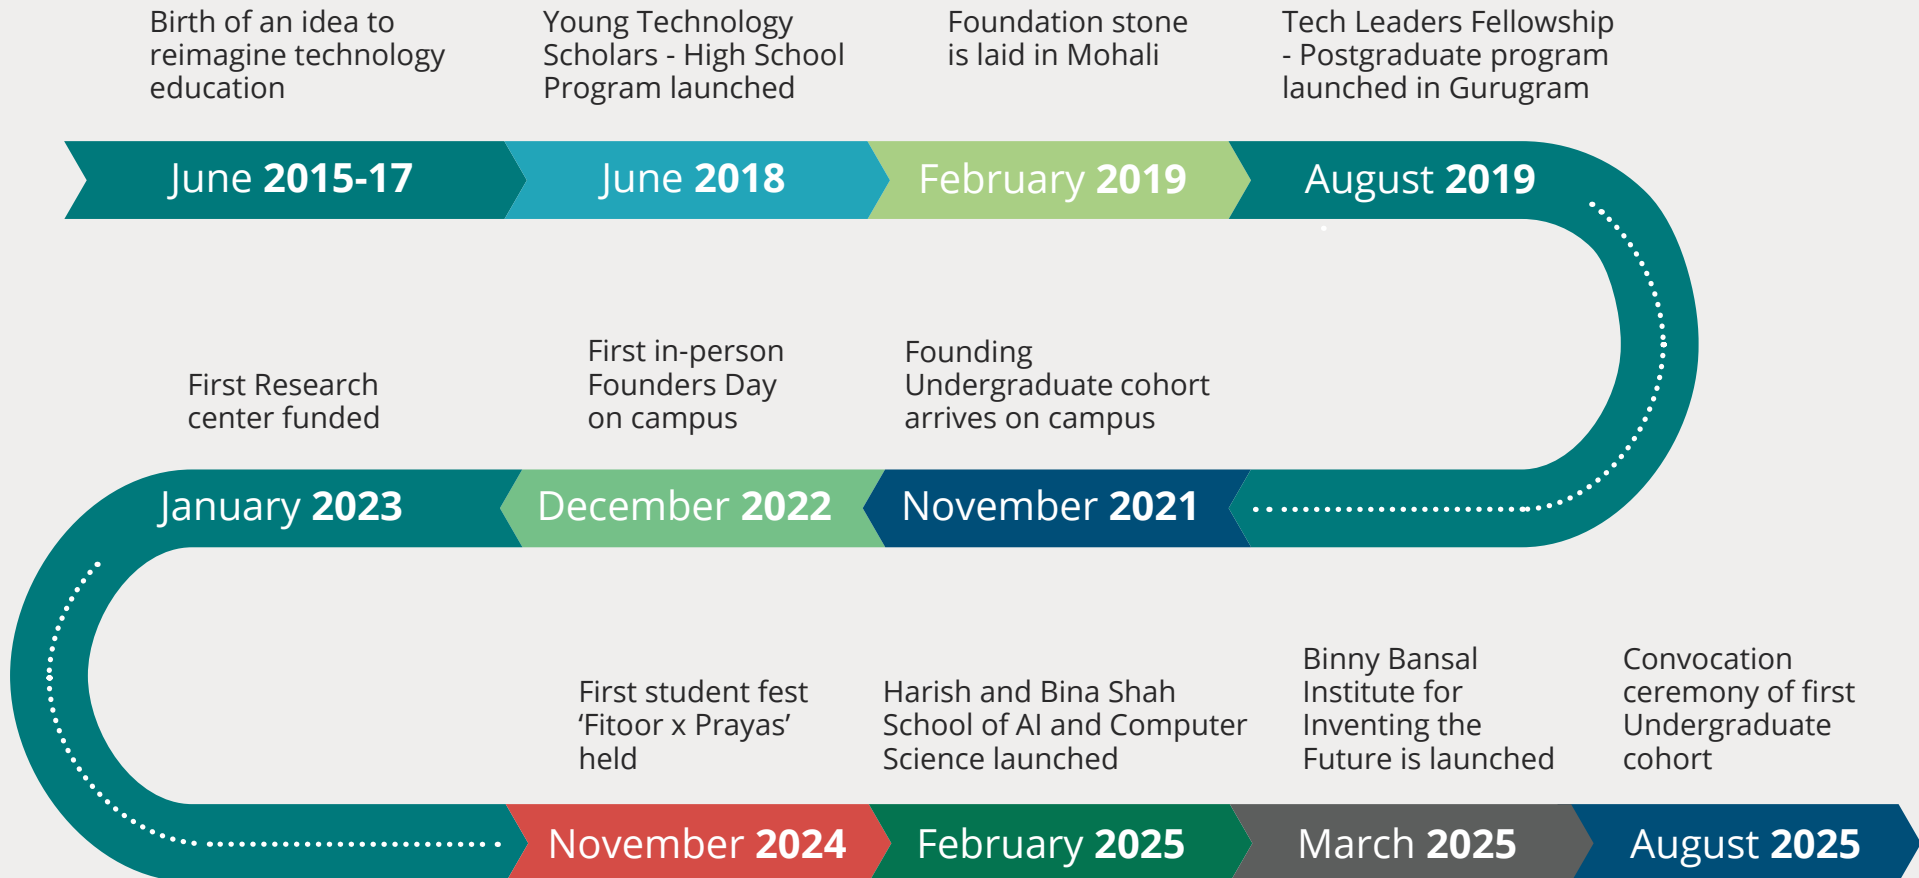 Birth of an idea to
reimagine technology
education
June 2015-17
Young Technology
Scholars - High School
Program launched
June 2018
Foundation stone
is laid in Mohali
February 2019
Tech Leaders Fellowship
- Postgraduate program
launched in Gurugram
August 2019
Founding
Undergraduate cohort
arrives on campus
November 2021
First in-person
Founders Day
on campus
December 2022
First Research
center funded
January 2023
First student fest
‘Fitoor x Prayas’
held
November 2024
Harish and Bina Shah
School of AI and Computer
Science launched
February 2025
Binny Bansal
Institute for
Inventing the
Future is launched
March 2025
Convocation
ceremony of first
Undergraduate
cohort
August 2025